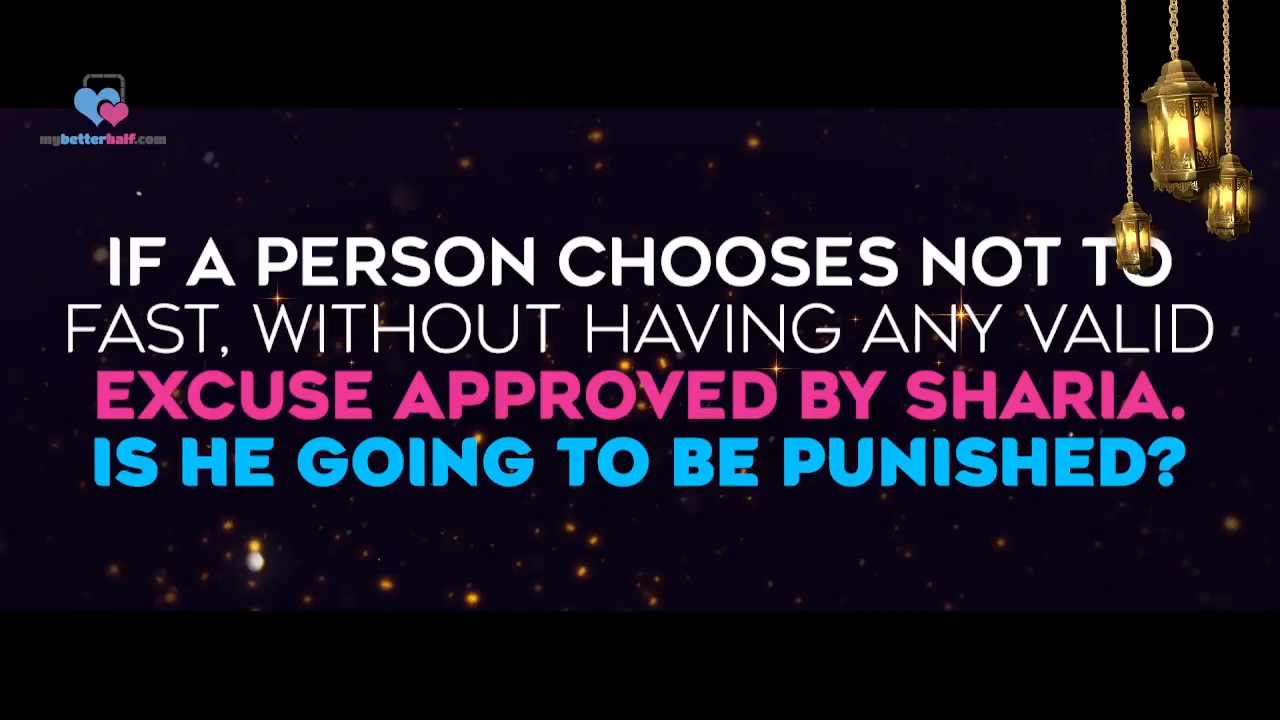 mybetterhalf.com
IF A PERSON CHOOSES NOT TO
FAST, WITHOUT HAVING ANY VALID
EXCUSE APPROVED BY SHARIA.
IS HE GOING TO BE PUNISHED?